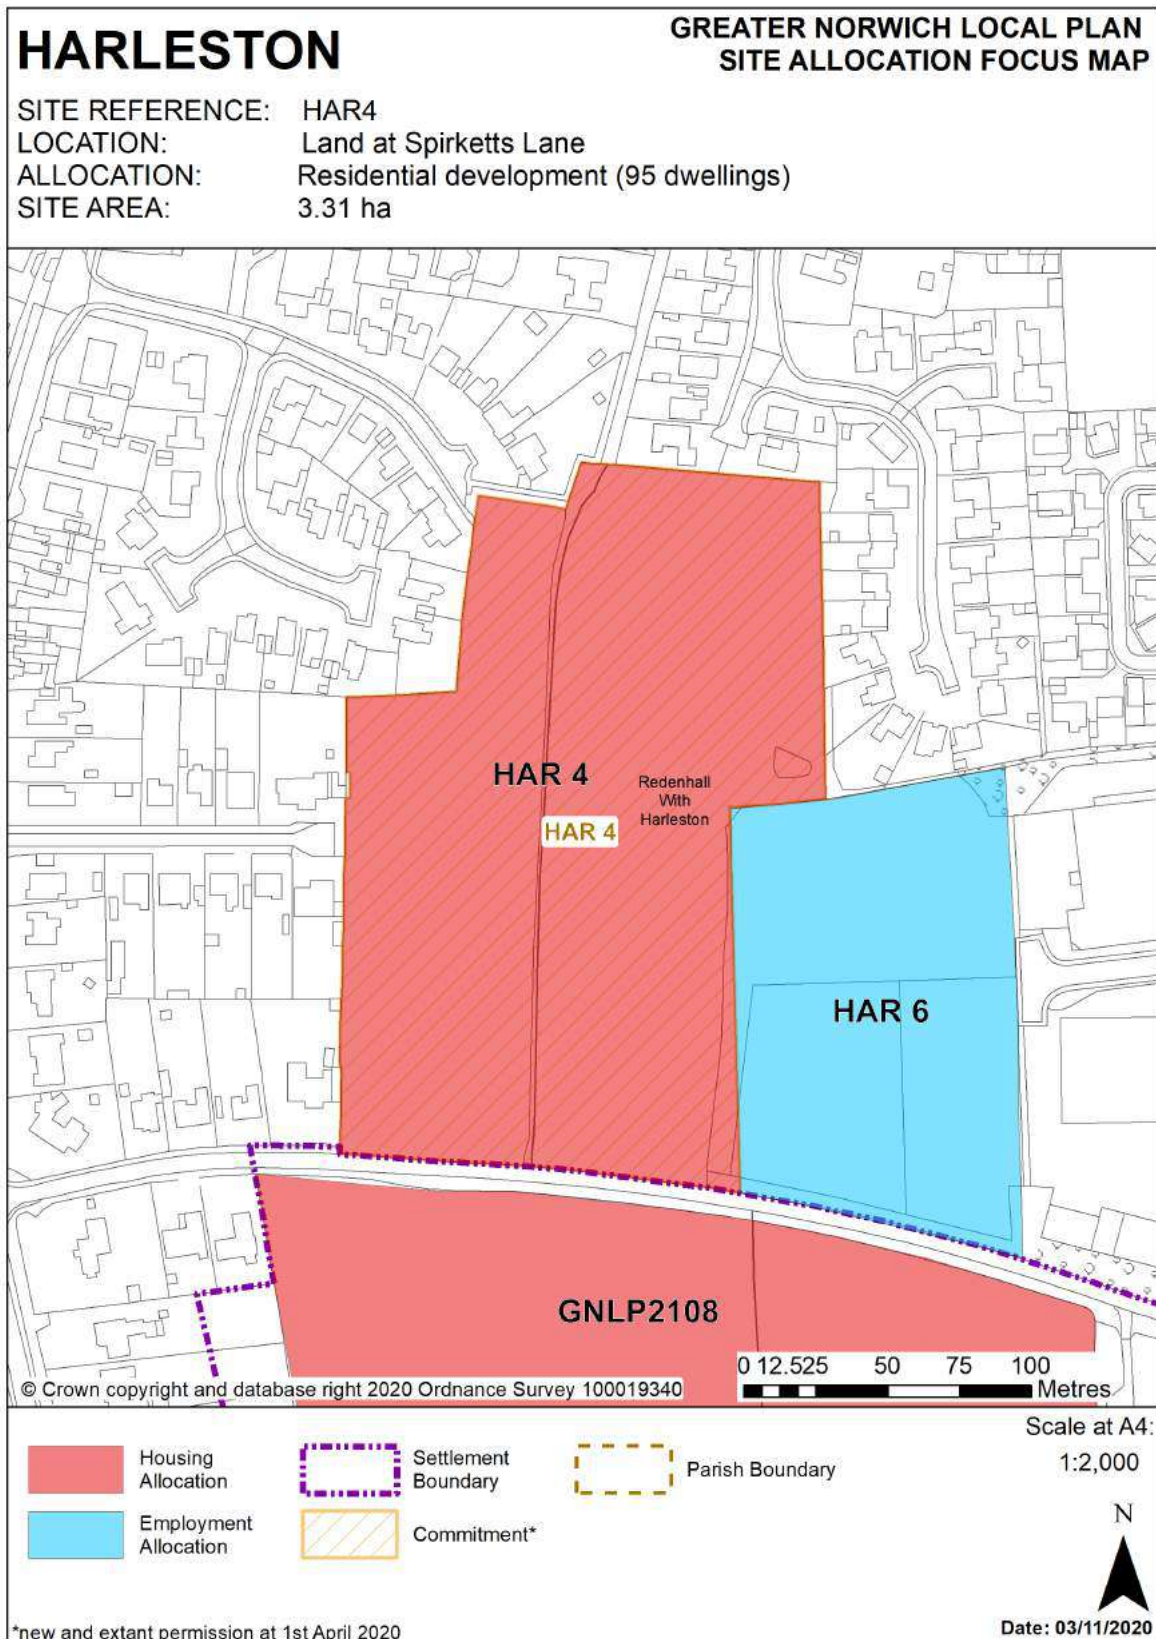 HARLESTON
GREATER NORWICH LOCAL PLAN
SITE ALLOCATION FOCUS MAP
SITE REFERENCE: HAR4
LOCATION: Land at Spirketts Lane
ALLOCATION: Residential development (95 dwellings)
SITE AREA: 3.31 ha
HAR 4
Redenhall
With
Harleston
HAR 4
HAR 6
GNLP2108
0 12.525 50 75 100
Metres
© Crown copyright and database right 2020 Ordnance Survey 100019340
Housing
Allocation
Settlement
Boundary
Parish Boundary
Scale at A4:
1:2,000
Employment
Allocation
Commitment*
N
*new and extant permission at 1st April 2020
Date: 03/11/2020